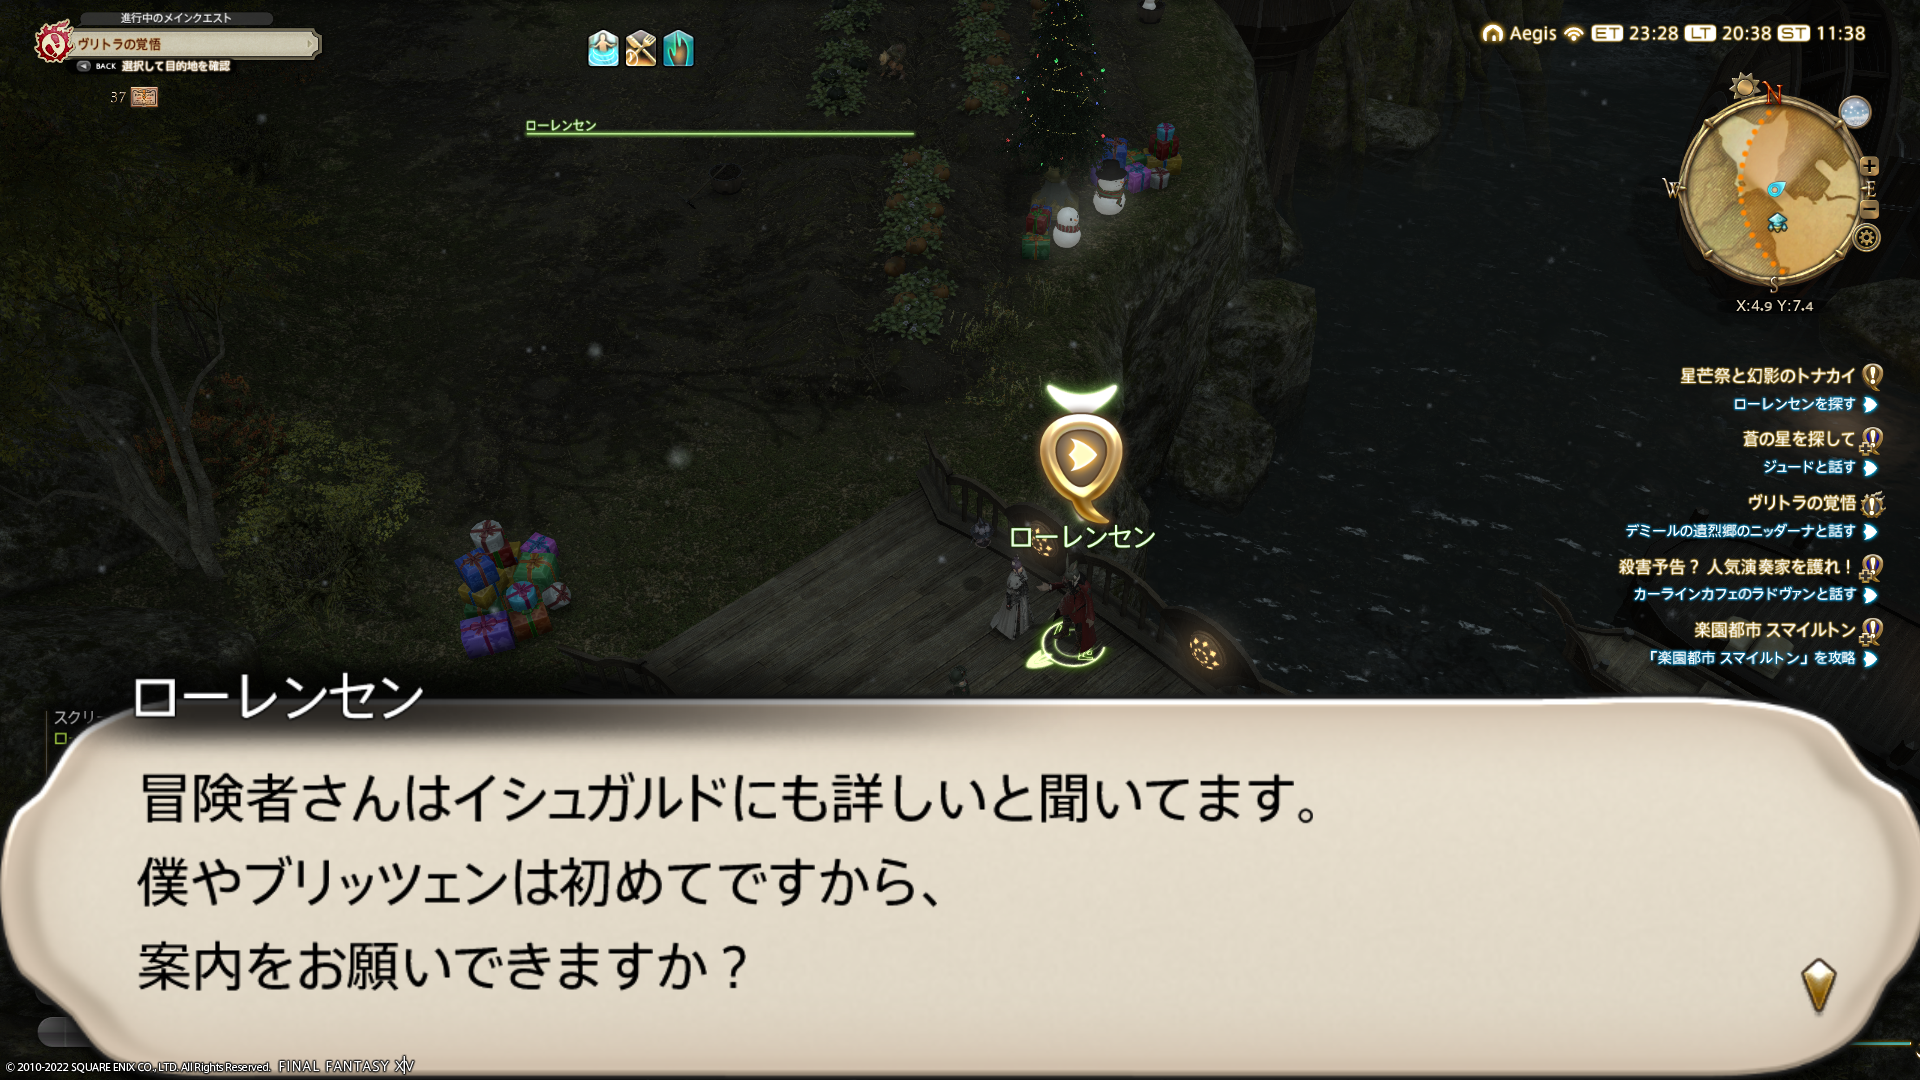 進行中のメインクエスト
ヴリトラの覚悟
BACK 選択して目的地を確認
37
ローレンセン
Aegis ET 23:28 LT 20:38 ST 11:38
N
W
E
S
X:4.9 Y:7.4
星芒祭と幻影のトナカイ
ローレンセンを探す
蒼の星を探して
ジュードと話す
ヴリトラの覚悟
デミールの遺烈郷のニッダーナと話す
殺害予告？ 人気演奏家を護れ！
カーラインカフェのラドヴァンと話す
楽園都市 スマイルトン
「楽園都市 スマイルトン」を攻略
ローレンセン
スクリー
ロー
ローレンセン
冒険者さんはイシュガルドにも詳しいと聞いてます。
僕やブリッツェンは初めてですから、
案内をお願いできますか？
© 2010-2022 SQUARE ENIX CO., LTD. All Rights Reserved. FINAL FANTASY XIV